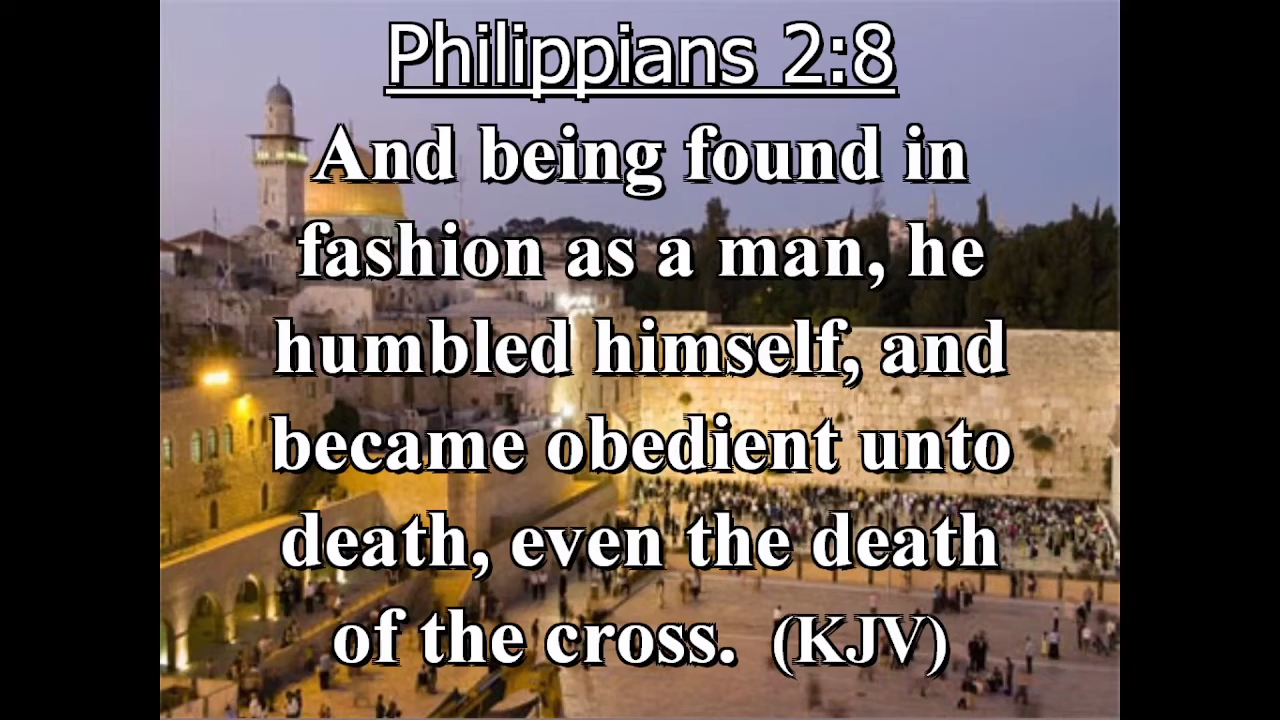 Philippians 2:8
And being found in
fashion as a man, he
humbled himself, and
became obedient unto
death, even the death
of the cross. (KJV)